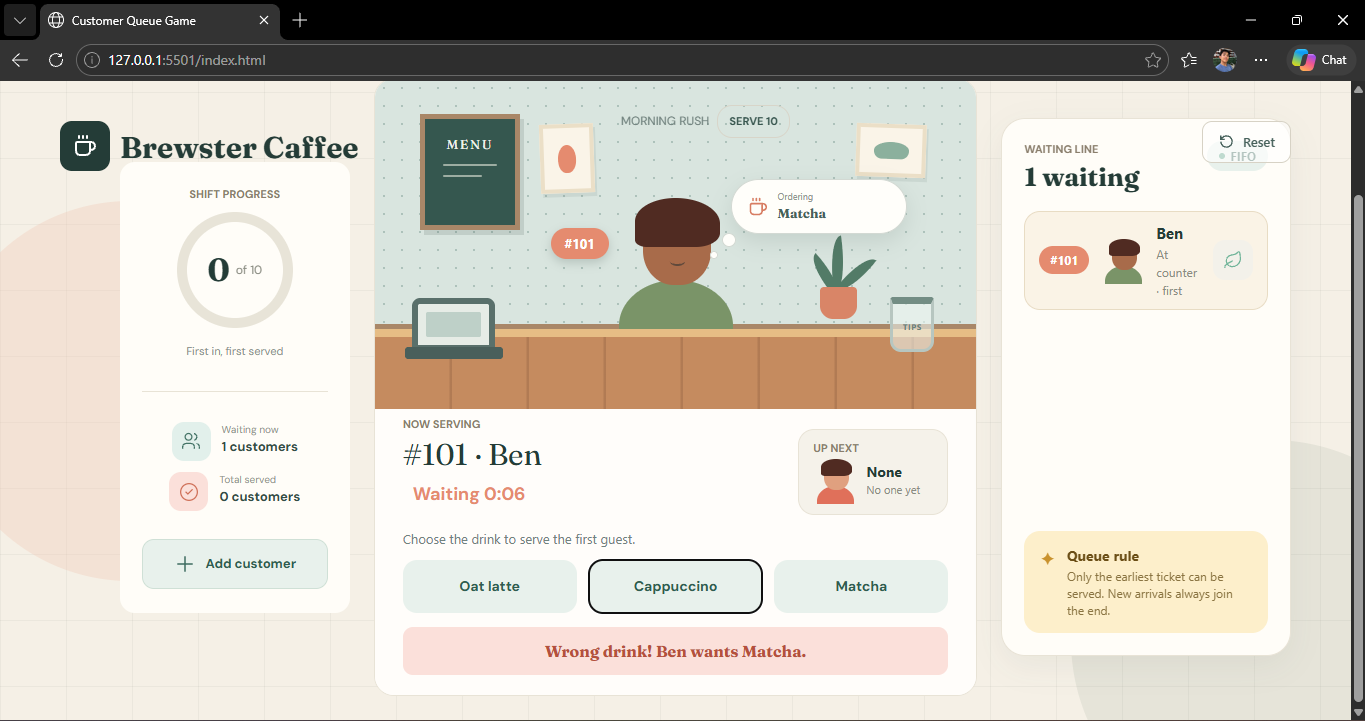 Customer Queue Game
127.0.0.1:5501/index.html
Chat
Brewster Caffee
SHIFT PROGRESS
0 of 10
First in, first served
Waiting now
1 customers
Total served
0 customers
Add customer
MENU
MORNING RUSH
SERVE 10
Ordering
Matcha
#101
TIPS
NOW SERVING
#101 · Ben
Waiting 0:06
UP NEXT
None
No one yet
Choose the drink to serve the first guest.
Oat latte
Cappuccino
Matcha
Wrong drink! Ben wants Matcha.
Reset
WAITING LINE
FIFO
1 waiting
#101
Ben
At
counter
· first
Queue rule
Only the earliest ticket can be
served. New arrivals always join
the end.